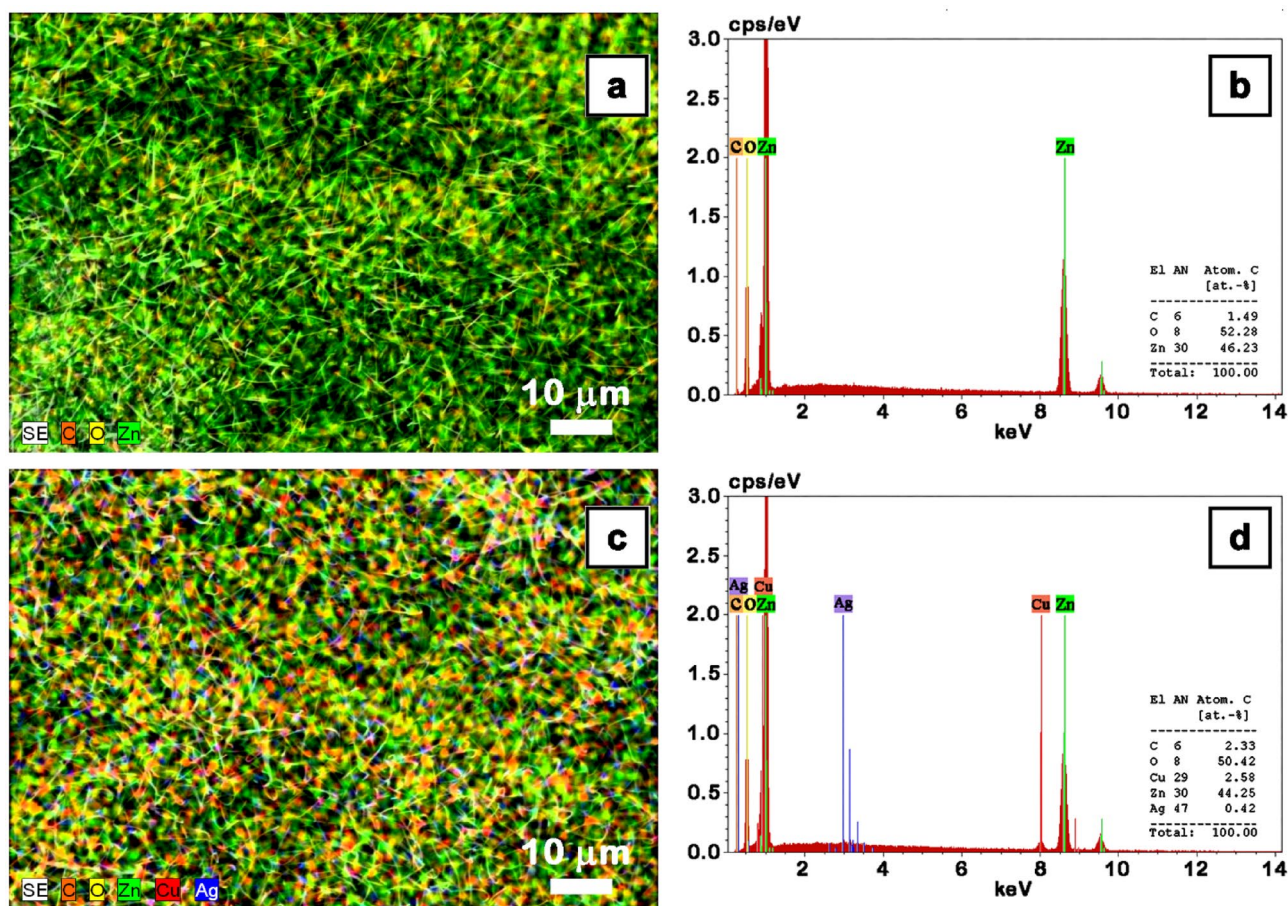 a
10 μm
SE C O Zn
cps/eV
b
3.0
2.5
2.0
1.5
1.0
0.5
0.0
C O Zn
Zn
El AN Atom. C
[at.-%]
C 6 1.49
O 8 52.28
Zn 30 46.23
Total: 100.00
2 4 6 8 10 12 14
keV
c
10 μm
SE C O Zn Cu Ag
cps/eV
d
3.0
2.5
2.0
1.5
1.0
0.5
0.0
Ag Cu
C O Zn
Ag
Cu Zn
El AN Atom. C
[at.-%]
C 6 2.33
O 8 50.42
Cu 29 2.58
Zn 30 44.25
Ag 47 0.42
Total: 100.00
2 4 6 8 10 12 14
keV